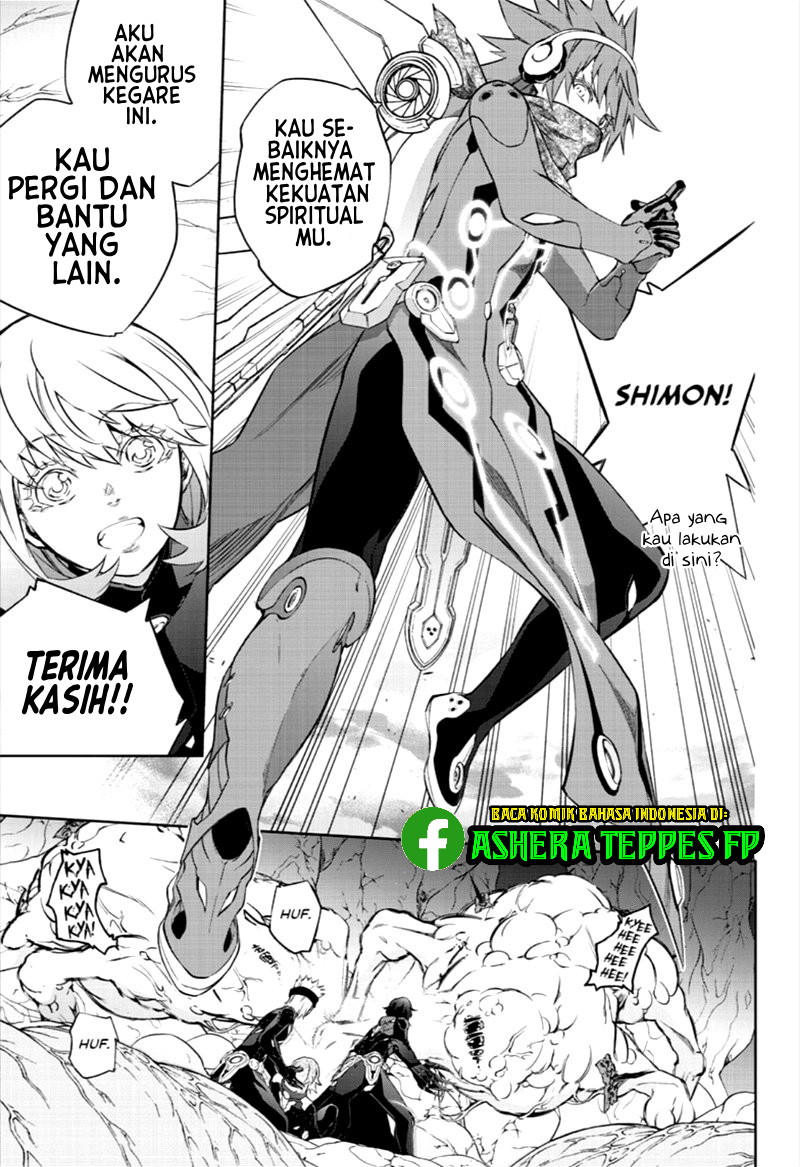 SHIMON!
Apa yang
kau lakukan
di sini?
KAU SE-
BAIKNYA
MENGHEMAT
KEKUATAN
SPIRITUAL
MU.
AKU
AKAN
MENGURUS
KEGARE
INI.
KAU
PERGI DAN
BANTU
YANG
LAIN.
TERIMA
KASIH!!
BACA KOMIK BAHASA INDONESIA DI:
f ASHERA TEPPES FP
KYEE
HEE
HEE
HEE
HEE!
HUF.
KYA
KYA
KYA
KYA!
HUF.